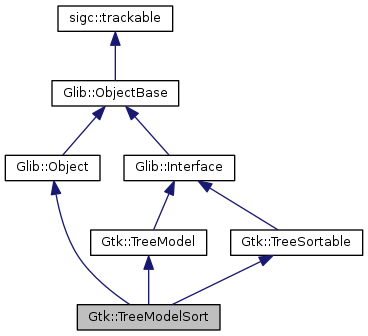 sigc::trackable
Glib::ObjectBase
Glib::Object
Glib::Interface
Gtk::TreeModel
Gtk::TreeSortable
Gtk::TreeModelSort